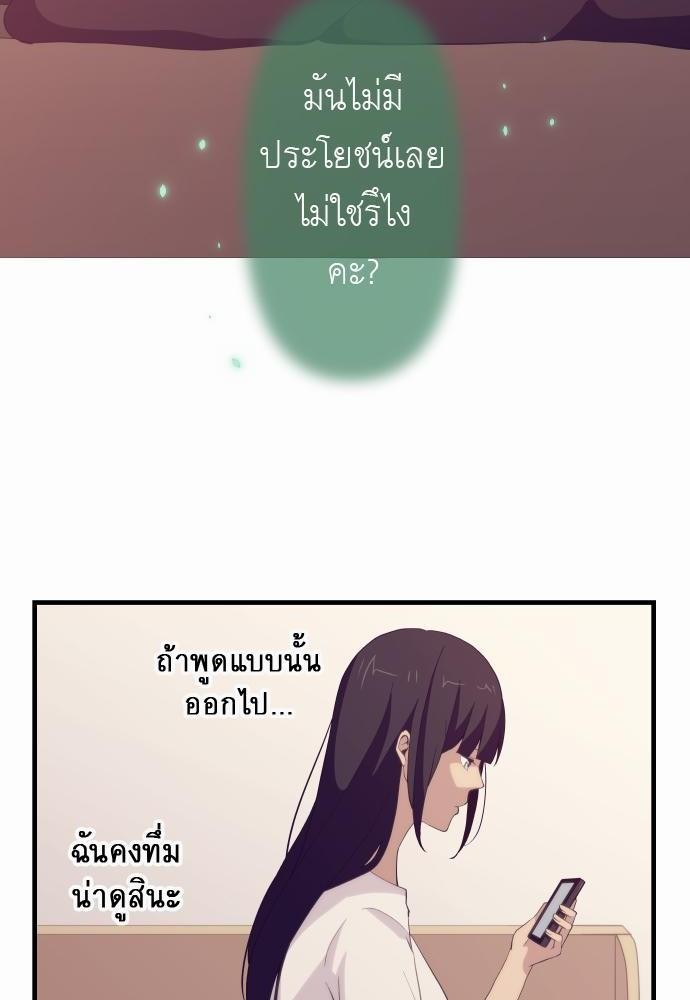 มันไม่มี
ประโยชน์เลย
ไม่ใช่รึไง
คะ?
ถ้าพูดแบบนั้น
ออกไป...
ฉันคงทึ่ม
น่าดูสินะ